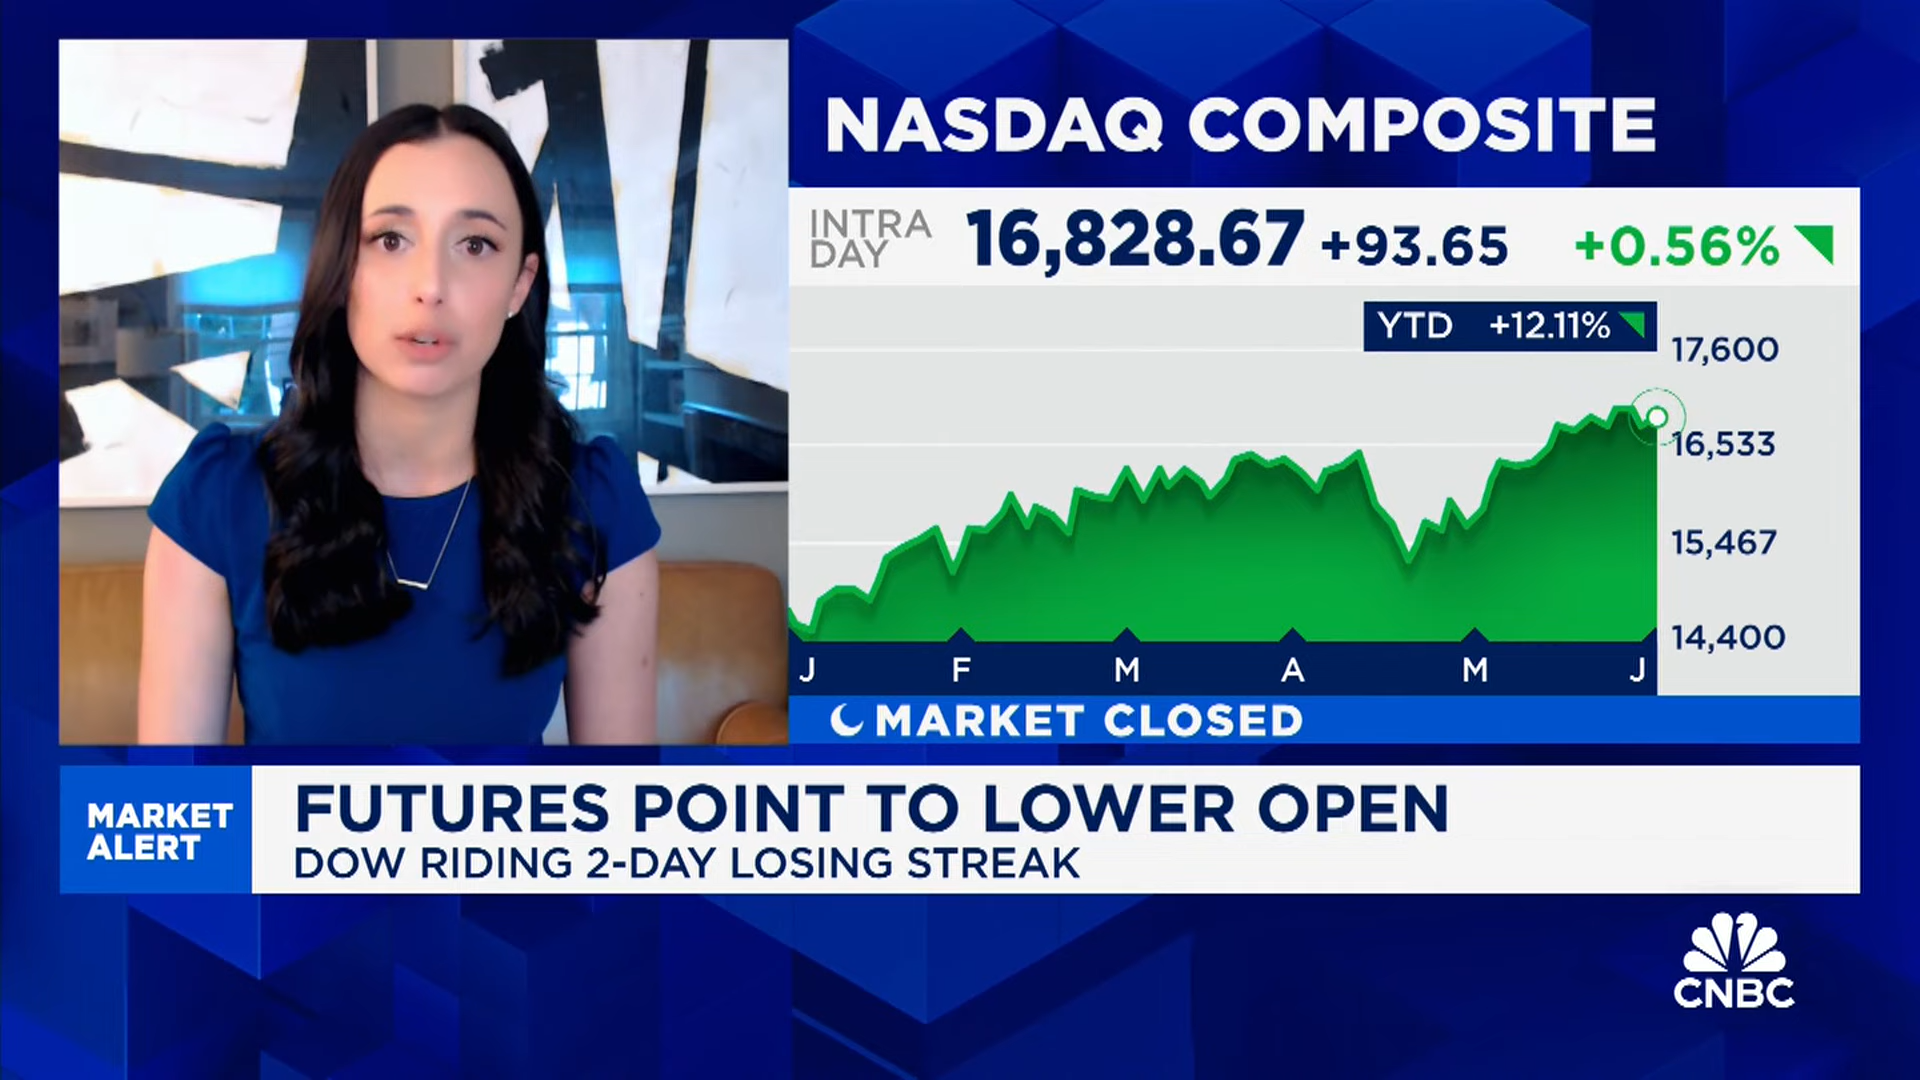 NASDAQ COMPOSITE
INTRA
DAY
16,828.67 +93.65 +0.56%
YTD +12.11%
17,600
16,533
15,467
14,400
J F M A M J
MARKET CLOSED
MARKET
ALERT
FUTURES POINT TO LOWER OPEN
DOW RIDING 2-DAY LOSING STREAK
CNBC